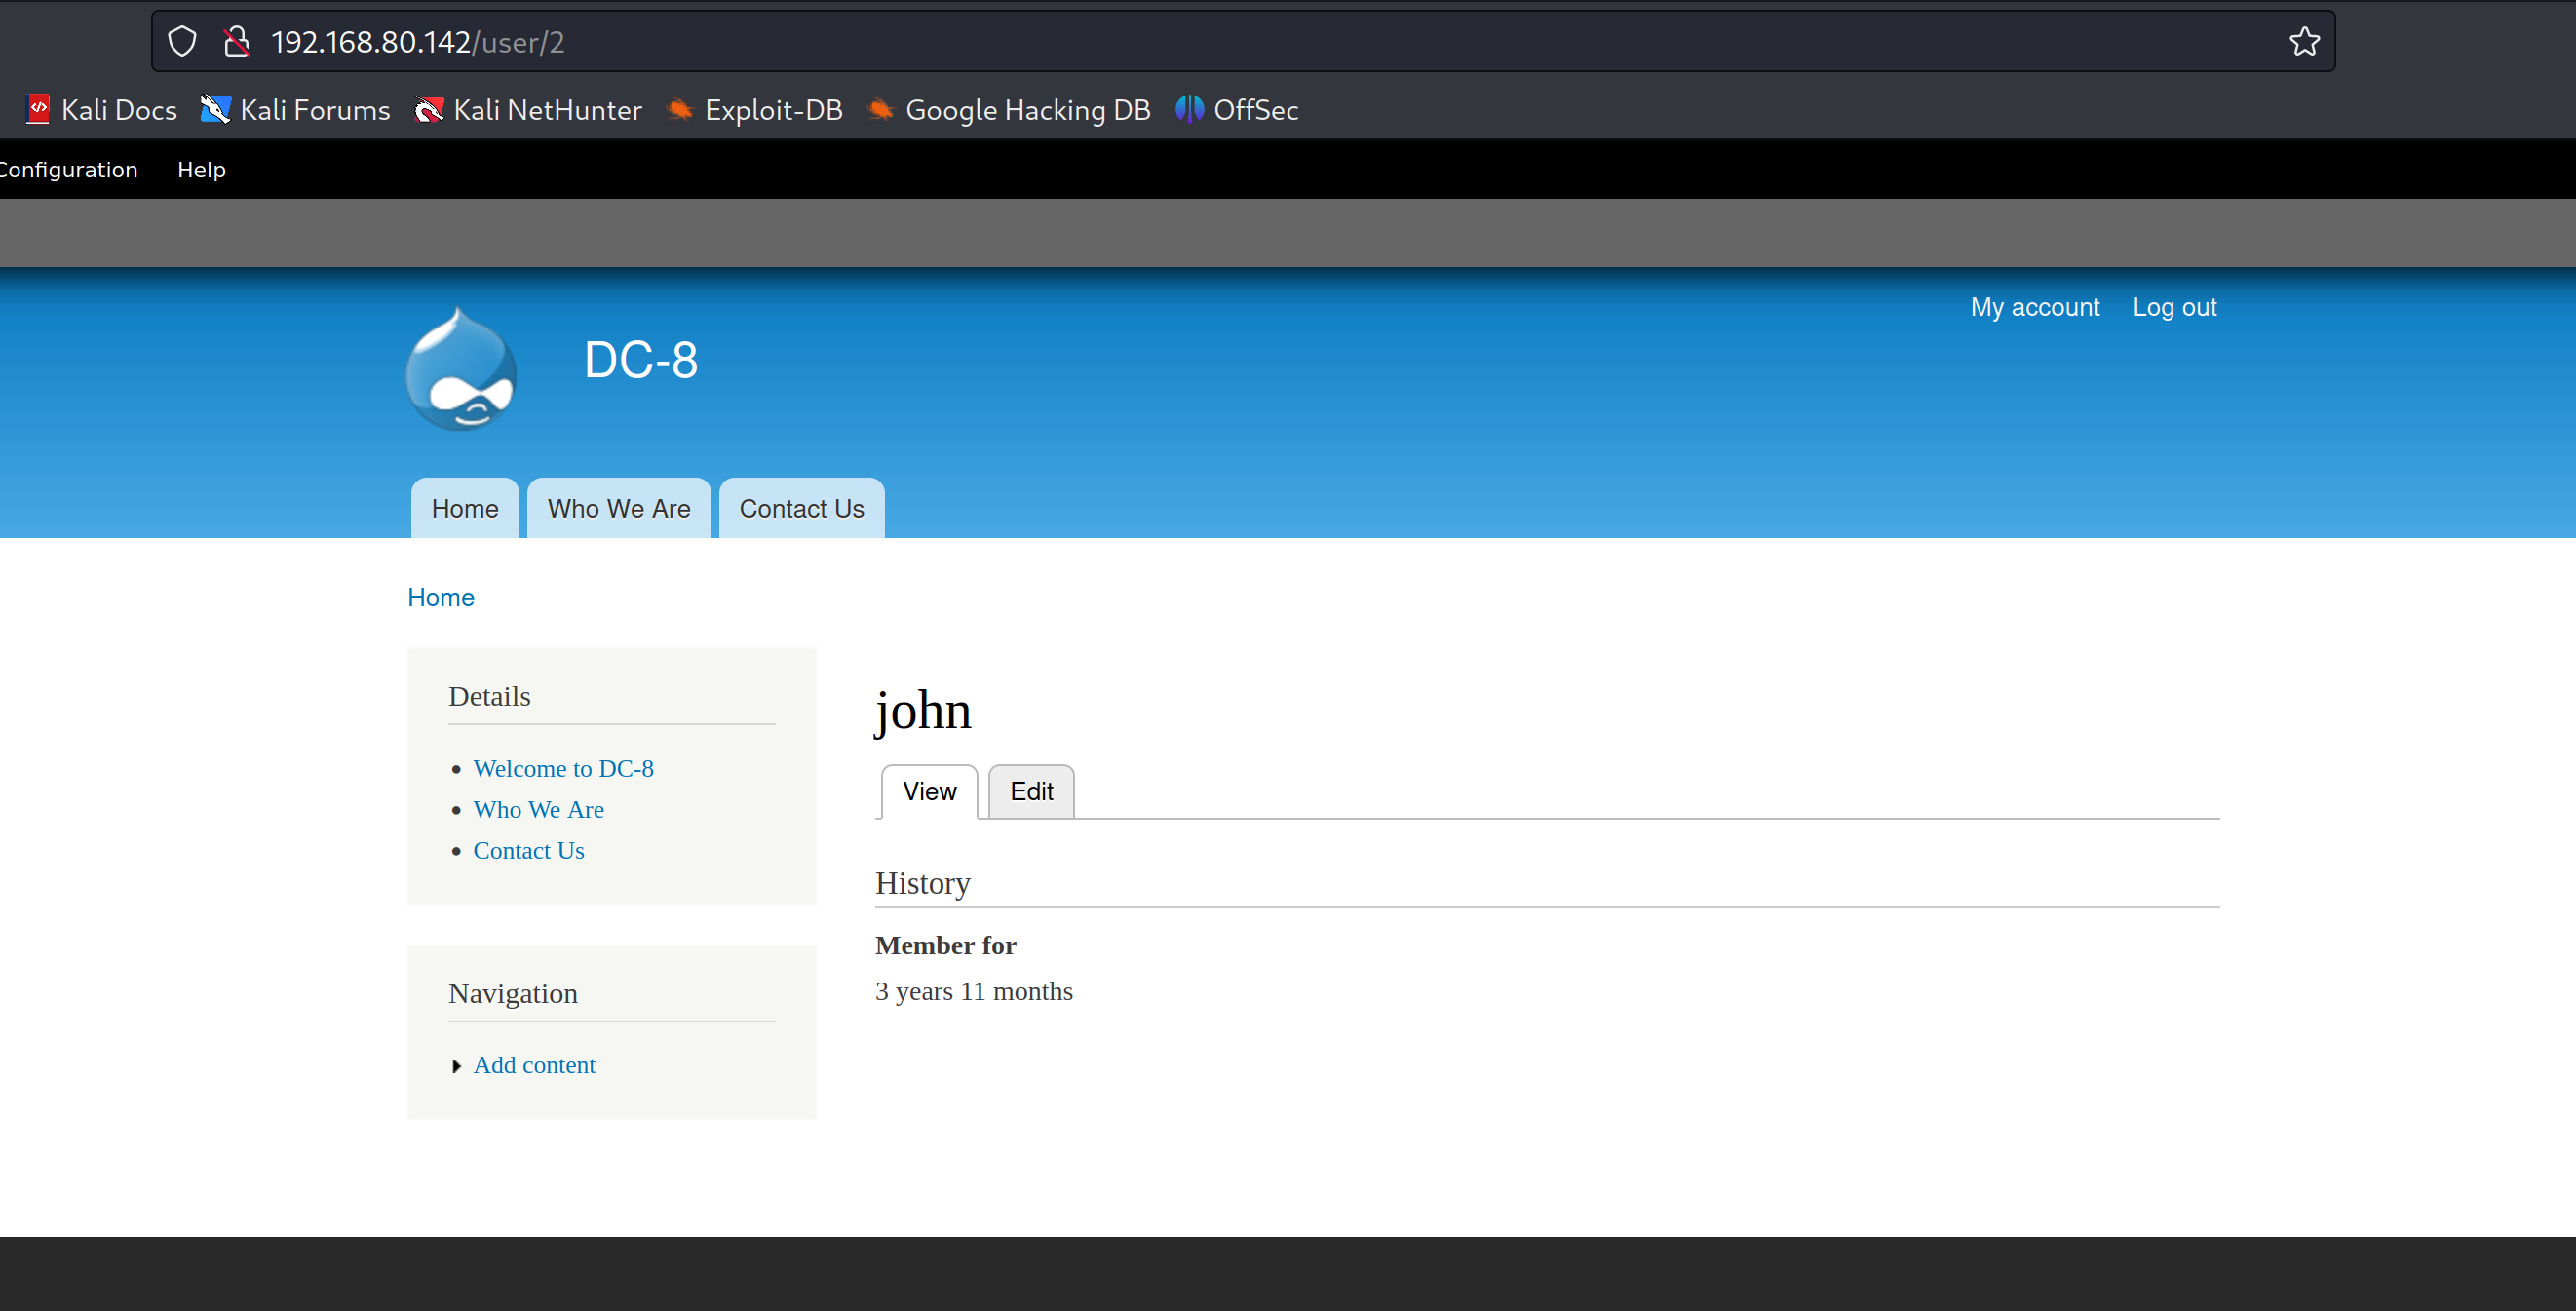 192.168.80.142/user/2
Kali Docs Kali Forums Kali NetHunter Exploit-DB Google Hacking DB OffSec
Configuration Help
My account Log out
DC-8
Home Who We Are Contact Us
Home
Details
Welcome to DC-8
Who We Are
Contact Us
Navigation
Add content
john
View Edit
History
Member for
3 years 11 months